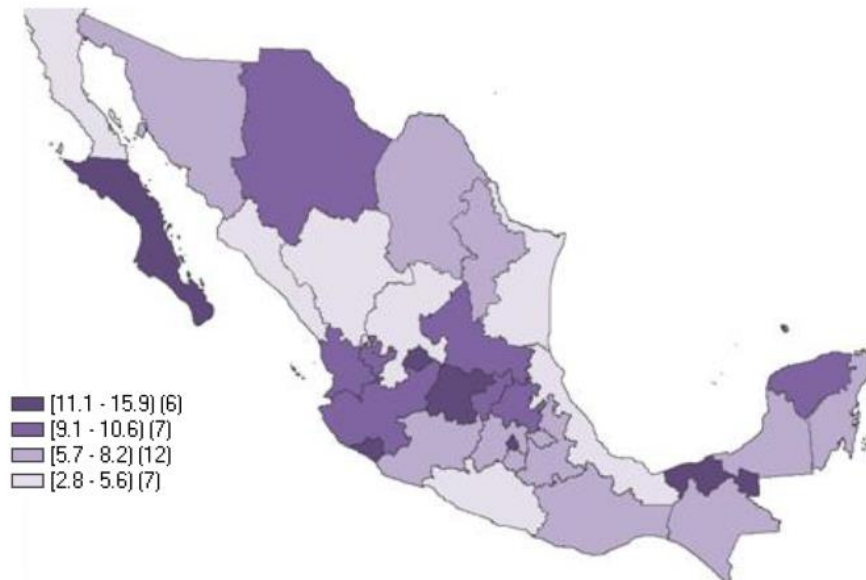 [11.1 - 15.9) (6)
[9.1 - 10.6) (7)
[5.7 - 8.2) (12)
[2.8 - 5.6) (7)